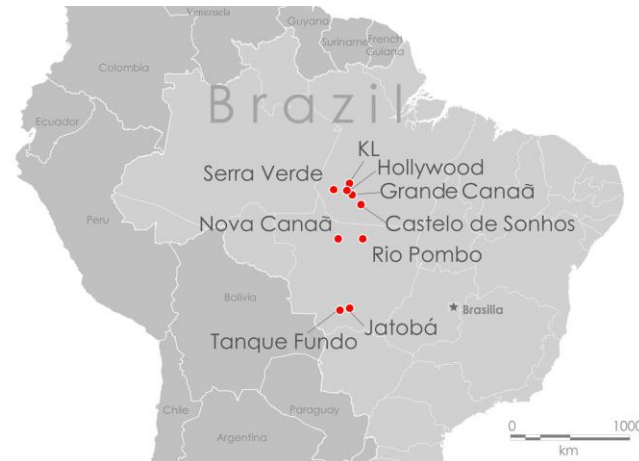 Venezuela
Guyana
Suriname
French
Guiana
Colombia
Ecuador
Brazil
KL
Hollywood
Serra Verde
Grande Canaã
Peru
Castelo de Sonhos
Nova Canaã
Rio Pombo
Bolivia
Brasilia
Jatobá
Tanque Fundo
Chile
Paraguay
Argentina
0 1000
km